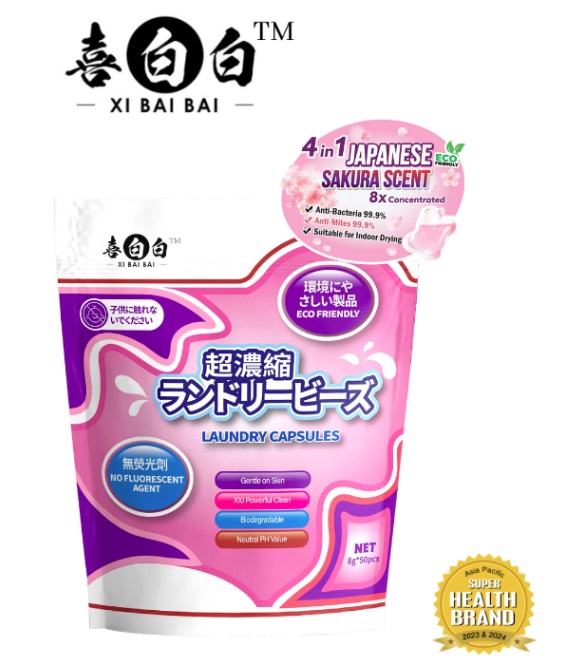 喜白白 TM
XI BAI BAI
4 in 1 JAPANESE
SAKURA SCENT
ECO
FRIENDLY
8X Concentrated
Anti-Bacteria 99.9%
Anti-Mites 99.9%
Suitable for Indoor Drying
喜白白 TM
XI BAI BAI
子供に触れな
いでください
環境にや
さしい製品
ECO FRIENDLY
超濃縮
ランドリービーズ
LAUNDRY CAPSULES
無熒光劑
NO FLUORESCENT
AGENT
Gentle on Skin
X10 Powerful Clean
Biodegradable
Neutral PH Value
NET
8g*50pcs
Asia Pacific
SUPER
HEALTH
BRAND
2023 & 2024